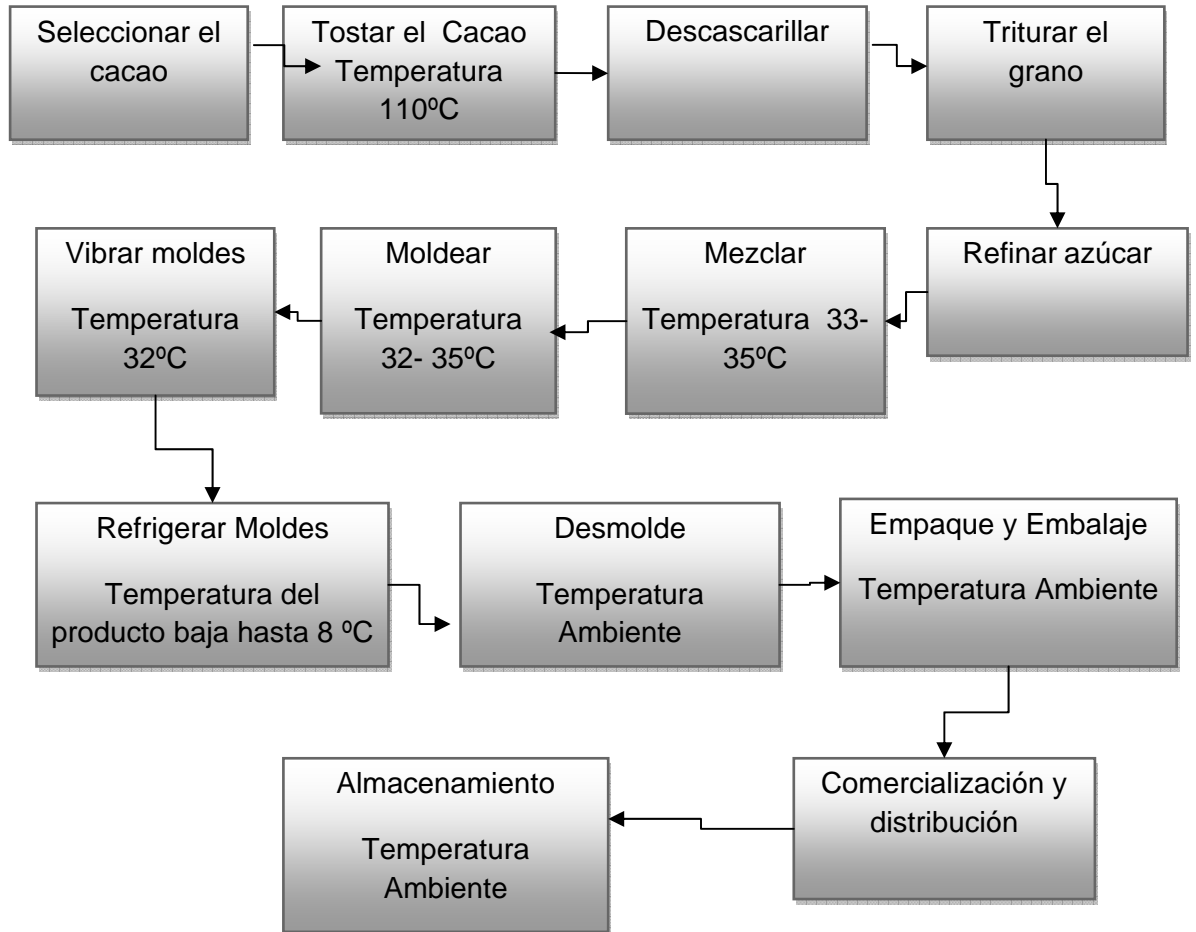 Seleccionar el
cacao
Tostar el Cacao
Temperatura
110ºC
Descascarillar
Triturar el
grano
Refinar azúcar
Mezclar
Temperatura 33-
35ºC
Moldear
Temperatura
32- 35ºC
Vibrar moldes
Temperatura
32ºC
Refrigerar Moldes
Temperatura del
producto baja hasta 8 ºC
Desmolde
Temperatura
Ambiente
Empaque y Embalaje
Temperatura Ambiente
Comercialización y
distribución
Almacenamiento
Temperatura
Ambiente